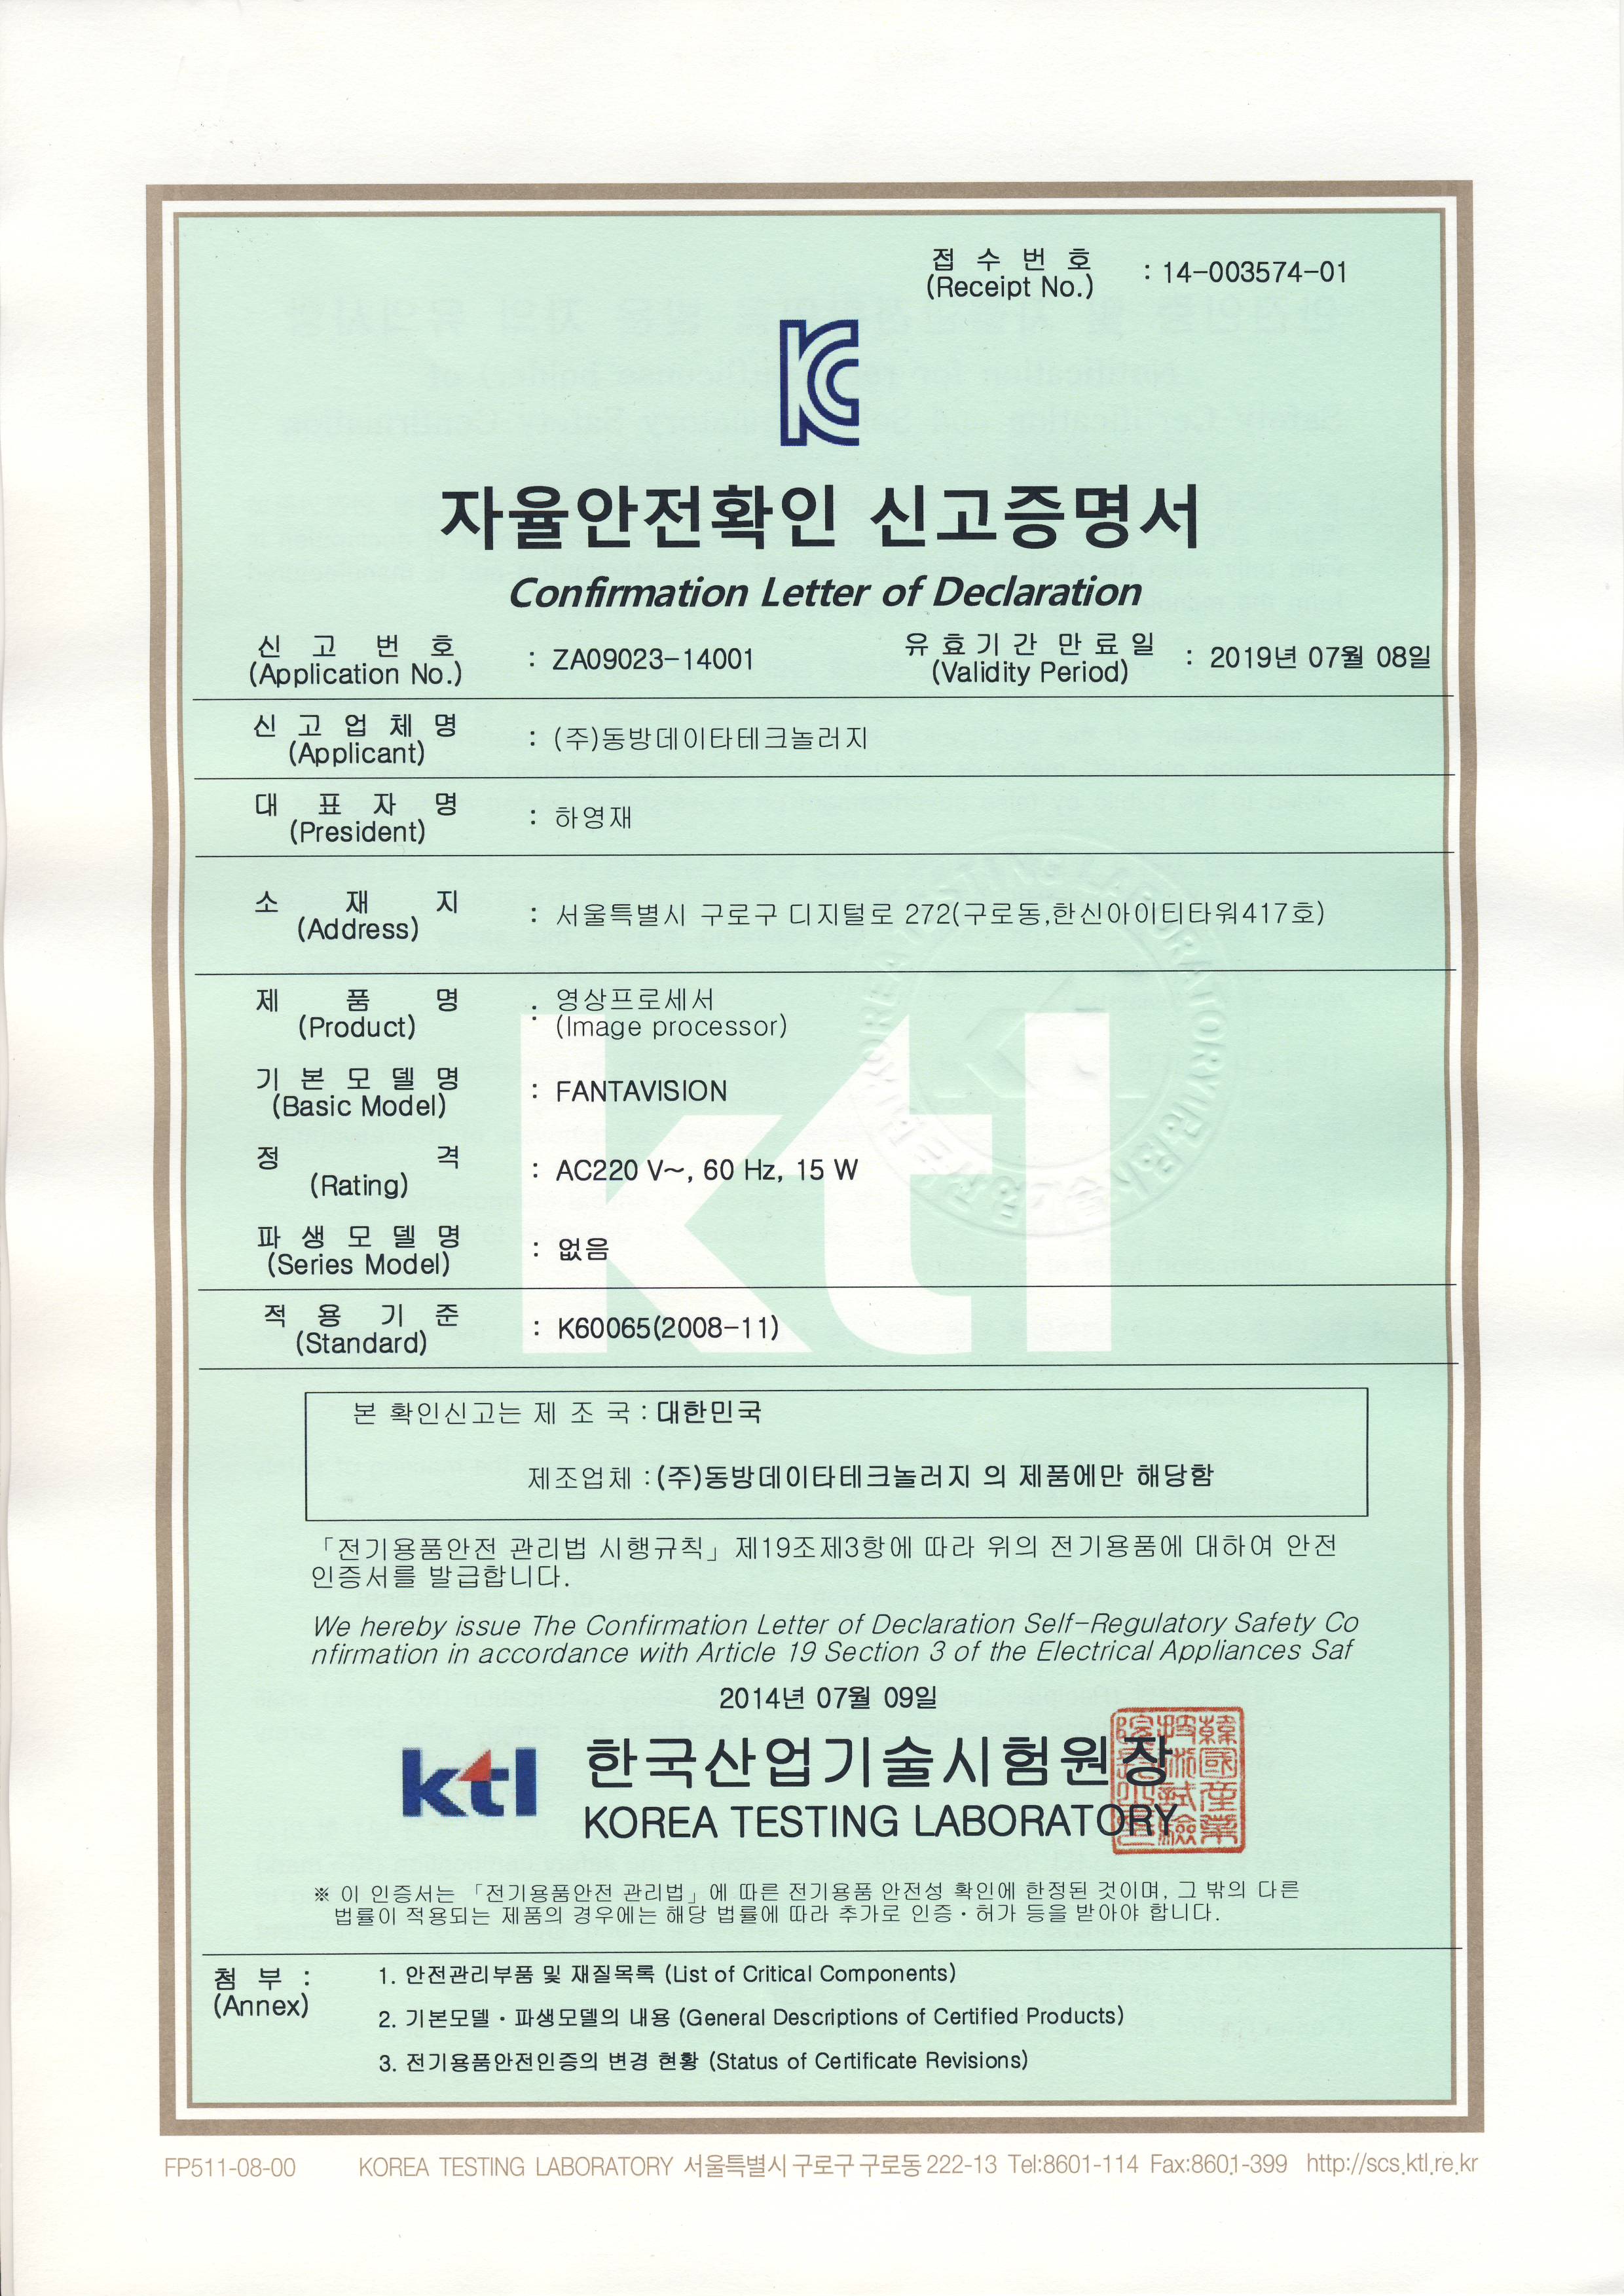 접 수 번 호
(Receipt No.) : 14-003574-01
KC
자율안전확인 신고증명서
Confirmation Letter of Declaration
신 고 번 호 유 효 기 간 만 료 일
(Application No.) : ZA09023-14001 (Validity Period) : 2019년 07월 08일
신 고 업 체 명
(Applicant) : (주)동방데이타테크놀러지
대 표 자 명
(President) : 하영재
소 재 지
(Address) : 서울특별시 구로구 디지털로 272(구로동,한신아이티타워417호)
제 품 명 : 영상프로세서
(Product) (Image processor)
기 본 모 델 명
(Basic Model) : FANTAVISION
정 격
(Rating) : AC220 V~, 60 Hz, 15 W
파 생 모 델 명
(Series Model) : 없음
적 용 기 준
(Standard) : K60065(2008-11)
ktl
본 확인신고는 제 조 국 : 대한민국
제조업체 : (주)동방데이타테크놀러지 의 제품에만 해당함
「전기용품안전 관리법 시행규칙」제19조제3항에 따라 위의 전기용품에 대하여 안전
인증서를 발급합니다.
We hereby issue The Confirmation Letter of Declaration Self-Regulatory Safety Co
nfirmation in accordance with Article 19 Section 3 of the Electrical Appliances Saf
2014년 07월 09일
ktl 한국산업기술시험원장
KOREA TESTING LABORATORY
※ 이 인증서는 「전기용품안전 관리법」에 따른 전기용품 안전성 확인에 한정된 것이며, 그 밖의 다른
법률이 적용되는 제품의 경우에는 해당 법률에 따라 추가로 인증·허가 등을 받아야 합니다.
첨 부 : 1. 안전관리부품 및 재질목록 (List of Critical Components)
(Annex)
2. 기본모델·파생모델의 내용 (General Descriptions of Certified Products)
3. 전기용품안전인증의 변경 현황 (Status of Certificate Revisions)
FP511-08-00 KOREA TESTING LABORATORY 서울특별시 구로구 구로동 222-13 Tel:8601-114 Fax:8601-399 http://scs.ktl.re.kr